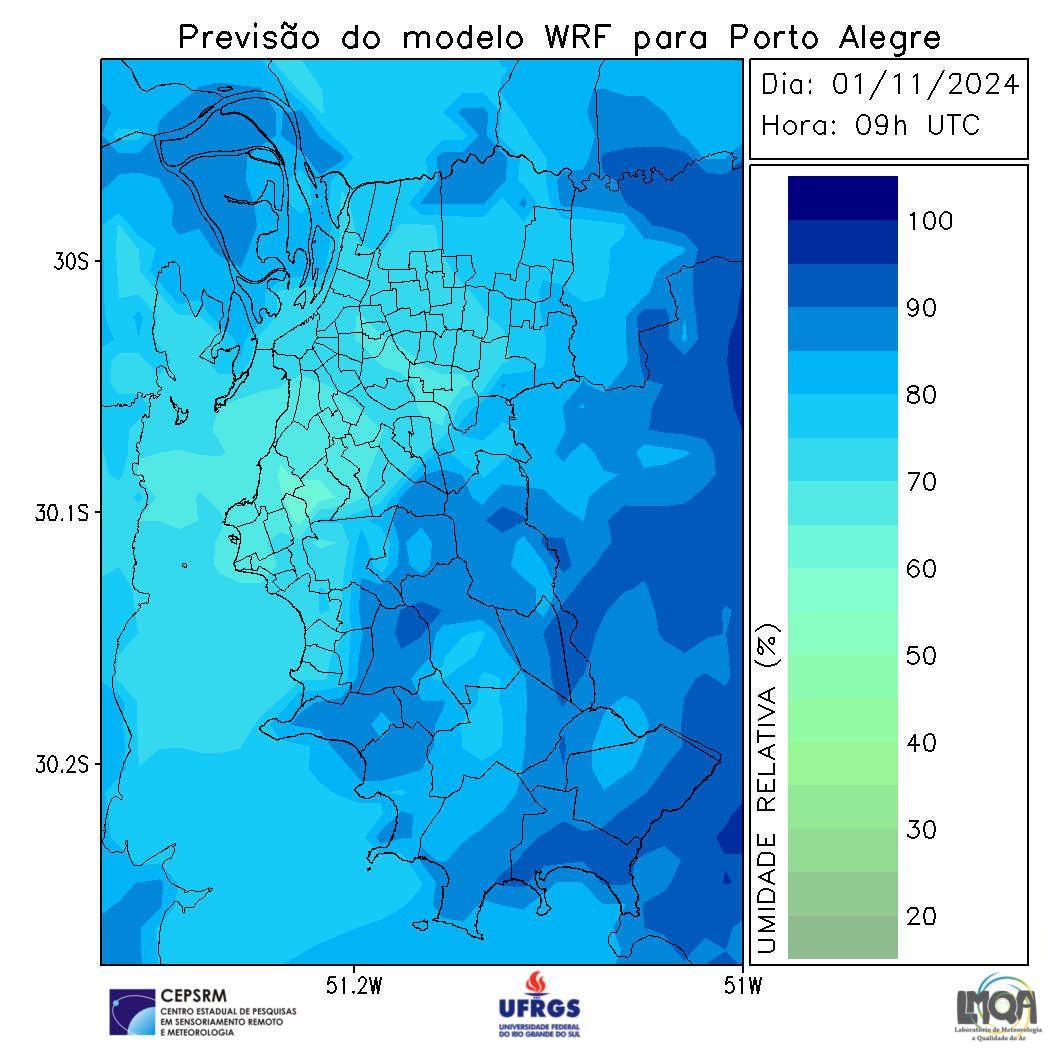 Previsão do modelo WRF para Porto Alegre
Dia: 01/11/2024
Hora: 09h UTC
30S
30.1S
30.2S
51.2W
51W
100
90
80
70
60
50
40
30
20
UMIDADE RELATIVA (%)
CEPSRM
CENTRO ESTADUAL DE PESQUISAS
EM SENSORIAMENTO REMOTO
E METEOROLOGIA
UFRGS
UNIVERSIDADE FEDERAL
DO RIO GRANDE DO SUL
LMQA
Laboratório de Meteorologia
e Qualidade do Ar